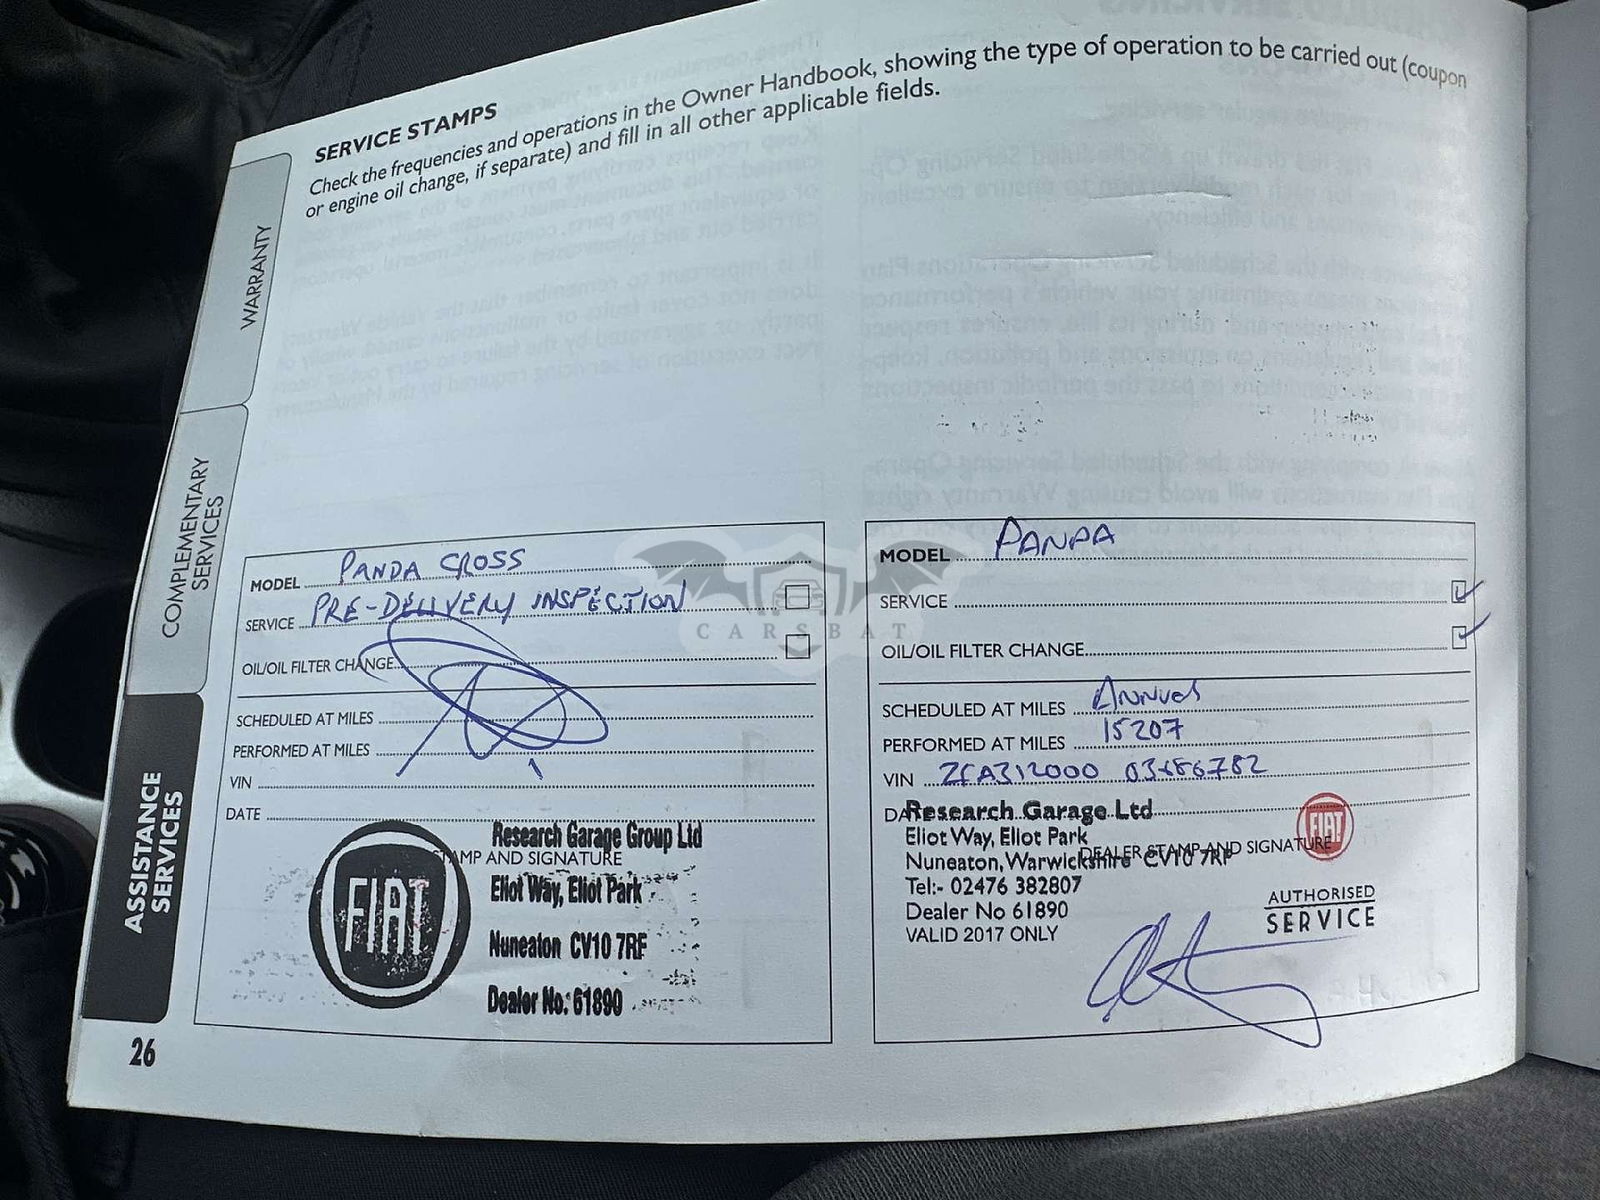 SERVICE STAMPS
Check the frequencies and operations in the Owner Handbook, showing the type of operation to be carried out (coupon
or engine oil change, if separate) and fill in all other applicable fields.
WARRANTY
COMPLEMENTARY
SERVICES
ASSISTANCE
SERVICES
MODEL PANDA CROSS
SERVICE PRE-DELIVERY INSPECTION
OIL/OIL FILTER CHANGE
SCHEDULED AT MILES
PERFORMED AT MILES
VIN
DATE
STAMP AND SIGNATURE
FIAT
Research Garage Group Ltd
Eliot Way, Eliot Park
Nuneaton CV10 7RF
Dealer No: 61890
MODEL PANDA
SERVICE
OIL/OIL FILTER CHANGE
SCHEDULED AT MILES Annual
PERFORMED AT MILES 15207
VIN ZFA312000
DATE
DEALER STAMP AND SIGNATURE
Research Garage Ltd
Eliot Way, Eliot Park
Nuneaton, Warwickshire CV10 7RF
Tel:- 02476 382807
Dealer No 61890
VALID 2017 ONLY
FIAT
AUTHORISED
SERVICE
CARSBAT
26